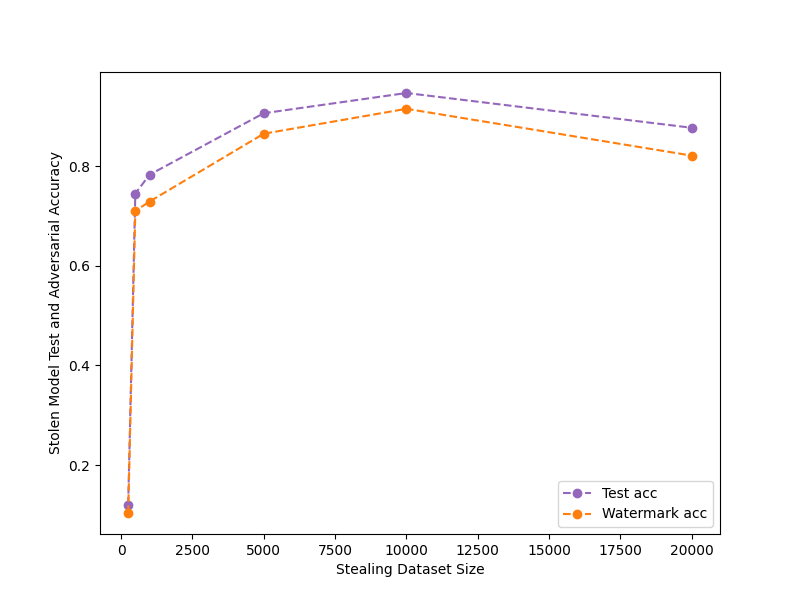 Stolen Model Test and Adversarial Accuracy
0.8
0.6
0.4
0.2
Test acc
Watermark acc
0 2500 5000 7500 10000 12500 15000 17500 20000
Stealing Dataset Size